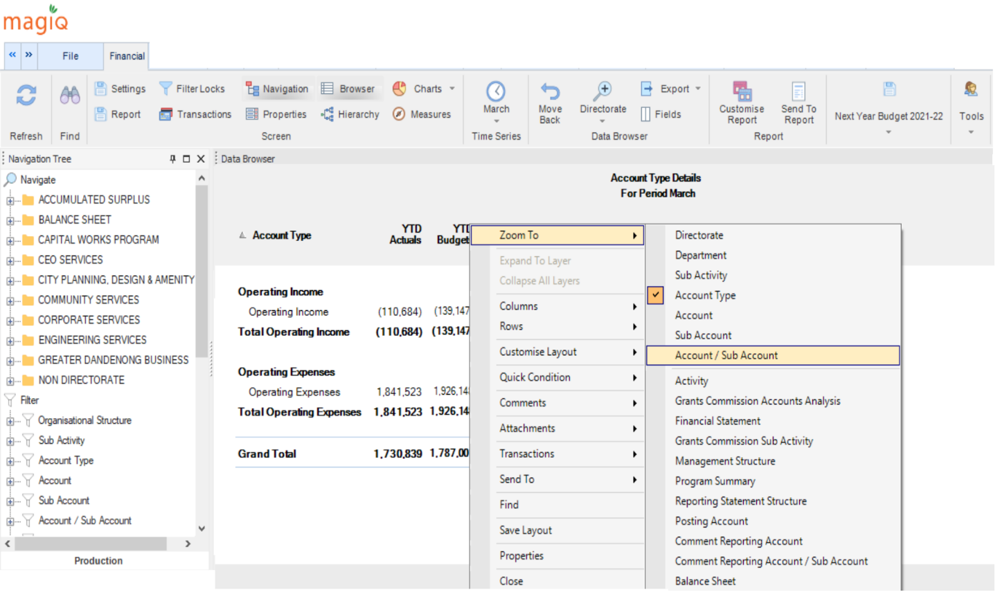 magiq
« » File Financial
Settings Filter Locks Navigation Browser Charts Export
March Move Back Directorate Customise Report Send To Report Next Year Budget 2021-22 Tools
Report Transactions Properties Hierarchy Measures Fields
Refresh Find Screen Time Series Data Browser Report
Navigation Tree
Data Browser
Navigate
ACCUMULATED SURPLUS
BALANCE SHEET
CAPITAL WORKS PROGRAM
CEO SERVICES
CITY PLANNING, DESIGN & AMENITY
COMMUNITY SERVICES
CORPORATE SERVICES
ENGINEERING SERVICES
GREATER DANDENONG BUSINESS
NON DIRECTORATE
Filter
Organisational Structure
Sub Activity
Account Type
Account
Sub Account
Account / Sub Account
Production
Account Type Details
For Period March
Account Type YTD Actuals YTD Budget
Operating Income
Operating Income (110,684) (139,147
Total Operating Income (110,684) (139,147
Operating Expenses
Operating Expenses 1,841,523 1,926,14
Total Operating Expenses 1,841,523 1,926,14
Grand Total 1,730,839 1,787,00
Zoom To
Expand To Layer
Collapse All Layers
Columns
Rows
Customise Layout
Quick Condition
Comments
Attachments
Transactions
Send To
Find
Save Layout
Properties
Close
Directorate
Department
Sub Activity
Account Type
Account
Sub Account
Account / Sub Account
Activity
Grants Commission Accounts Analysis
Financial Statement
Grants Commission Sub Activity
Management Structure
Program Summary
Reporting Statement Structure
Posting Account
Comment Reporting Account
Comment Reporting Account / Sub Account
Balance Sheet